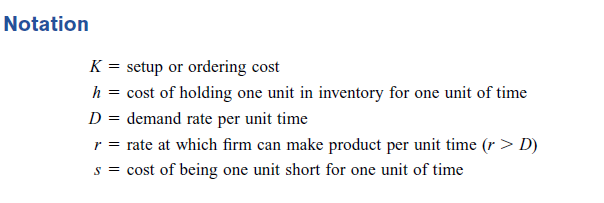 Notation
K = setup or ordering cost
h = cost of holding one unit in inventory for one unit of time
D = demand rate per unit time
r = rate at which firm can make product per unit time (r > D)
s = cost of being one unit short for one unit of time